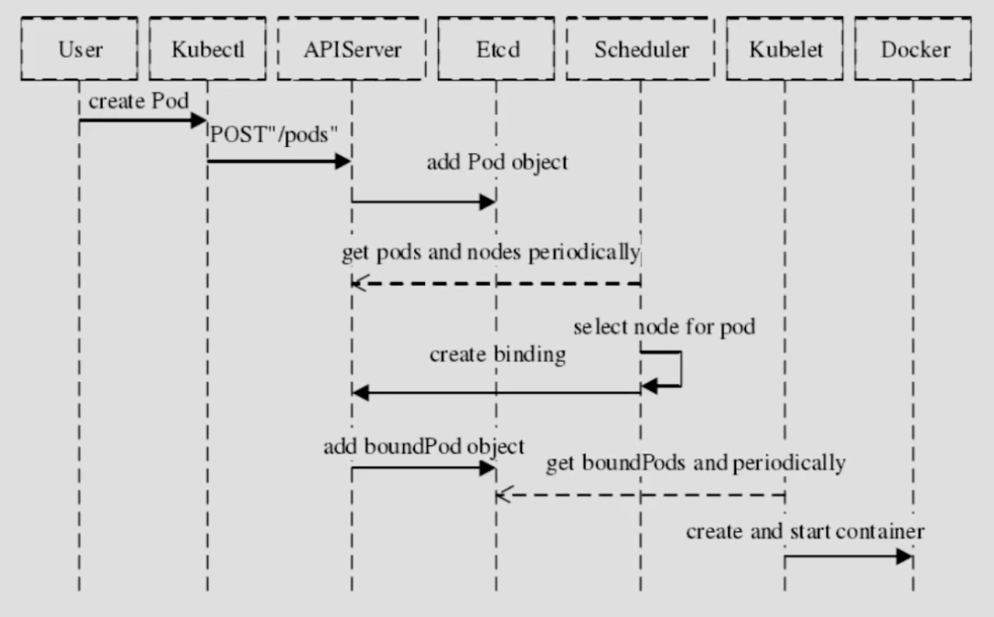 User
Kubectl
APIServer
Etcd
Scheduler
Kubelet
Docker
create Pod
POST"/pods"
add Pod object
get pods and nodes periodically
select node for pod
create binding
add boundPod object
get boundPods and periodically
create and start container